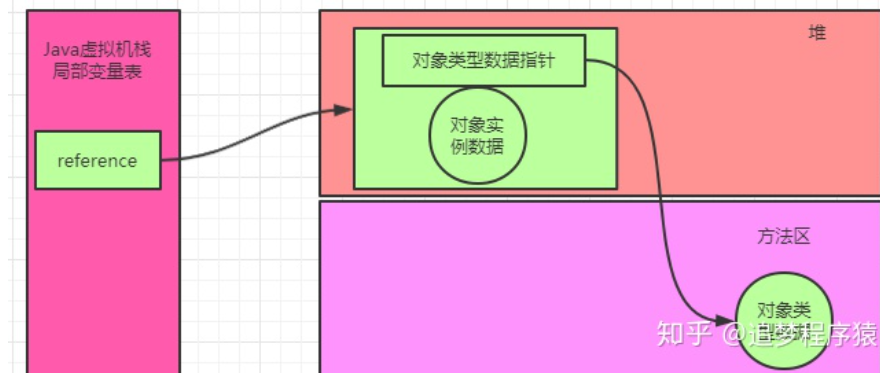 Java虚拟机栈
局部变量表
reference
堆
对象类型数据指针
对象实
例数据
方法区
对象类
知乎 @追梦程序猿